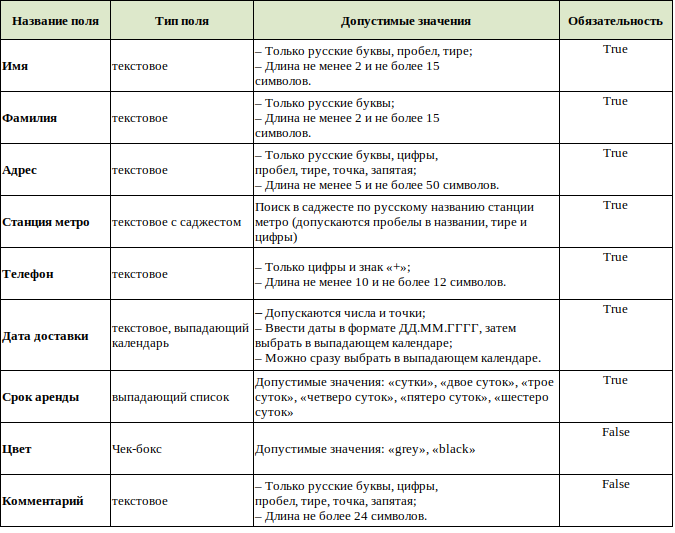 Название поля Тип поля Допустимые значения Обязательность
Имя текстовое – Только русские буквы, пробел, тире; True
– Длина не менее 2 и не более 15
символов.
Фамилия текстовое – Только русские буквы; True
– Длина не менее 2 и не более 15
символов.
Адрес текстовое – Только русские буквы, цифры, True
пробел, тире, точка, запятая;
– Длина не менее 5 и не более 50 символов.
Станция метро текстовое с саджестом Поиск в саджесте по русскому названию станции True
метро (допускаются пробелы в названии, тире и
цифры)
Телефон текстовое – Только цифры и знак «+»; True
– Длина не менее 10 и не более 12 символов.
Дата доставки текстовое, выпадающий – Допускаются числа и точки; True
календарь – Ввести даты в формате ДД.ММ.ГГГГ, затем
выбрать в выпадающем календаре;
– Можно сразу выбрать в выпадающем календаре.
Срок аренды выпадающий список Допустимые значения: «сутки», «двое суток», «трое True
суток», «четверо суток», «пятеро суток», «шестеро
суток»
Цвет Чек-бокс Допустимые значения: «grey», «black» False
Комментарий текстовое – Только русские буквы, цифры, False
пробел, тире, точка, запятая;
– Длина не более 24 символов.